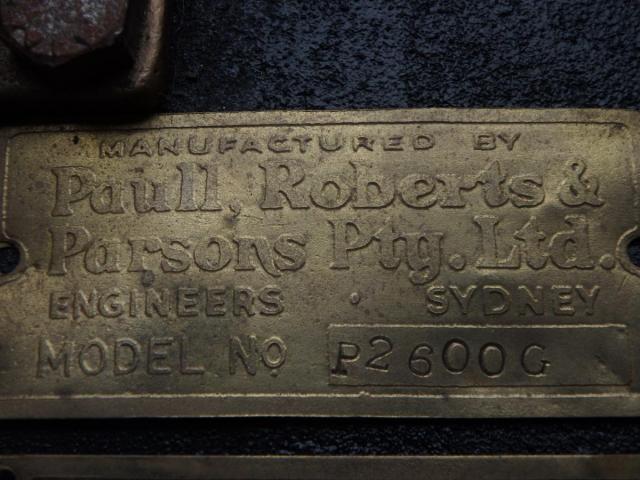 MANUFACTURED BY
Paull, Roberts &
Parsons Pty. Ltd.
ENGINEERS . SYDNEY
MODEL NO P2600G